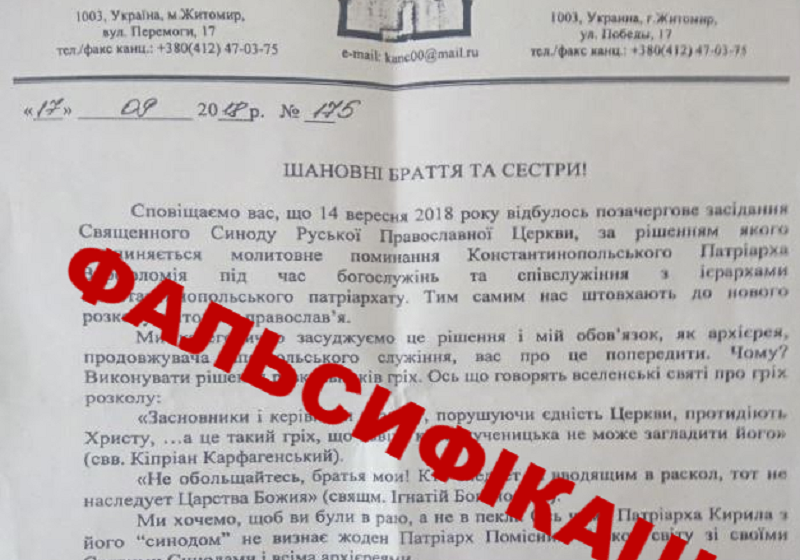 1003, Україна, м.Житомир,
вул. Перемоги, 17
тел./факс канц.: +380(412) 47-03-75
e-mail: kanc00@mail.ru
1003, Украина, г.Житомир,
ул. Победы, 17
тел./факс канц.: +380(412) 47-03-75
«17» 09 2018р. № 175
ШАНОВНІ БРАТТЯ ТА СЕСТРИ!
Сповіщаємо вас, що 14 вересня 2018 року відбулось позачергове засідання
Священного Синоду Руської Православної Церкви, за рішенням якого
молитовне поминання Константинопольського Патріарха
під час богослужінь та співслужіння з ієрархами
патріархату. Тим самим нас штовхають до нового
православ’я.
засуджуємо це рішення і мій обов’язок, як архієрея,
продовжувача служіння, вас про це попередити. Чому?
Виконувати гріх. Ось що говорять вселенські святі про гріх
розколу:
«Засновники і порушуючи єдність Церкви, протидіють
Христу, …а це такий гріх, що не може загладити його»
(свв. Кіпріан Карфагенський).
«Не обольщайтесь, братья мои! вводящим в раскол, тот не
наследует Царства Божия» (свящм. Ігнатій
Ми хочемо, щоб ви були в раю, а не в Патріарха Кирила з
його “синодом” не визнає жоден Патріарх світу зі своїми
ФАЛЬСИФІКАЦ